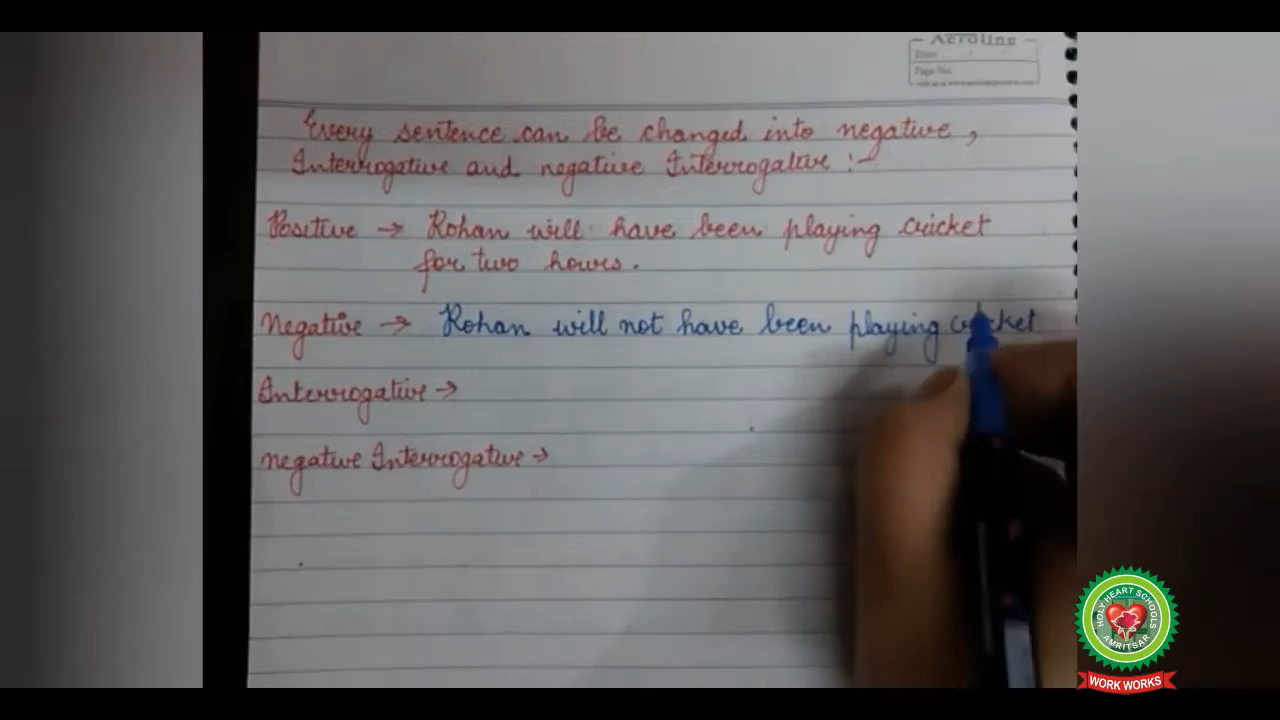 Aeroline
Date:
Page No:
Every sentence can be changed into negative,
Interrogative and negative Interrogative :-
Positive → Rohan will have been playing cricket
for two hours.
Negative → Rohan will not have been playing cricket
Interrogative →
negative Interrogative →
HOLY HEART SCHOOLS
AMRITSAR
WORK WORKS